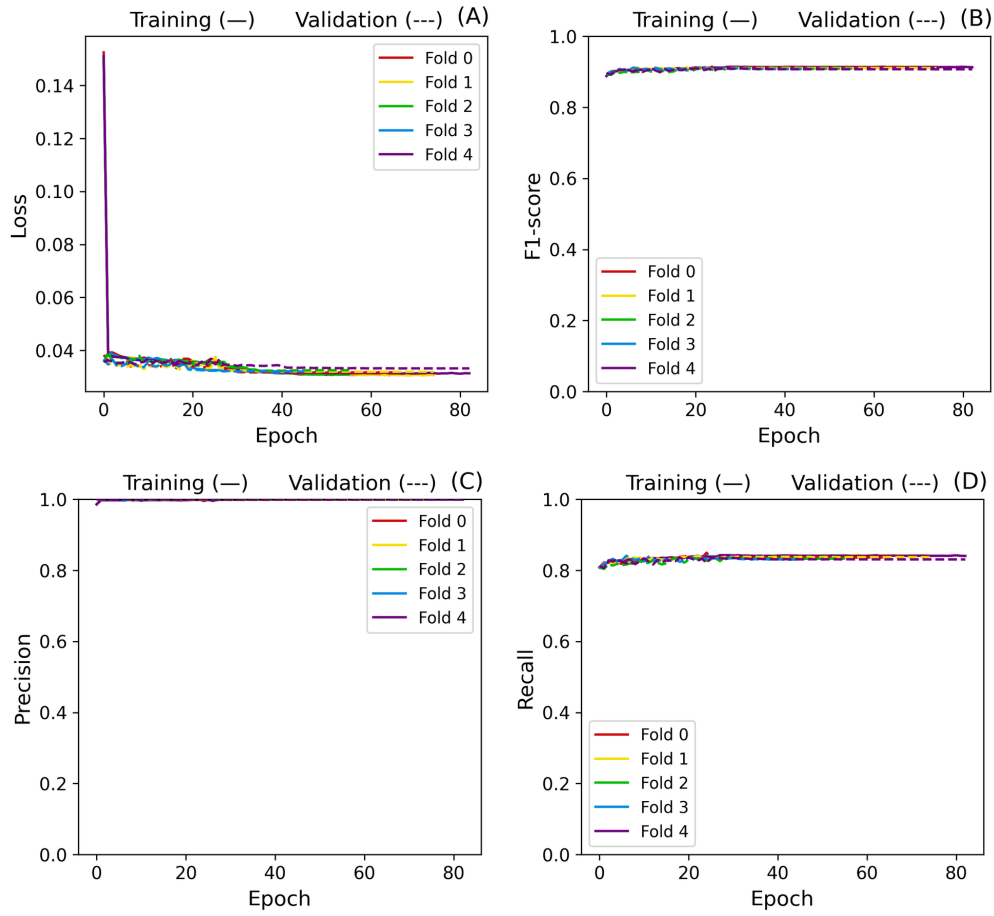 Training (—) Validation (---) (A)
0.14
0.12
0.10
0.08
0.06
0.04
Loss
0 20 40 60 80
Epoch
Fold 0
Fold 1
Fold 2
Fold 3
Fold 4
Training (—) Validation (---) (B)
1.0
0.8
0.6
0.4
0.2
0.0
F1-score
0 20 40 60 80
Epoch
Fold 0
Fold 1
Fold 2
Fold 3
Fold 4
Training (—) Validation (---) (C)
1.0
0.8
0.6
0.4
0.2
0.0
Precision
0 20 40 60 80
Epoch
Fold 0
Fold 1
Fold 2
Fold 3
Fold 4
Training (—) Validation (---) (D)
1.0
0.8
0.6
0.4
0.2
0.0
Recall
0 20 40 60 80
Epoch
Fold 0
Fold 1
Fold 2
Fold 3
Fold 4